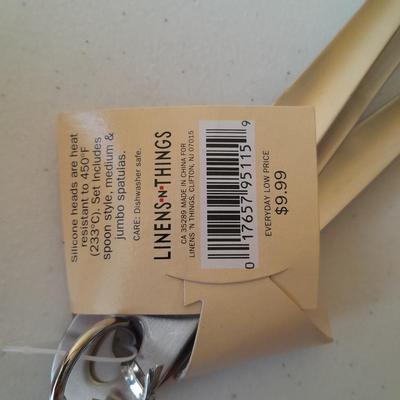 Silicone heads are heat
resistant to 450°F
(233°C). Set includes
spoon style, medium &
jumbo spatulas.
CARE: Dishwasher safe.
LINENS•N•THINGS
CA 35289 MADE IN CHINA FOR
LINENS 'N THINGS, CLIFTON, NJ 07015
0 17657 95115 9
EVERYDAY LOW PRICE
$9.99